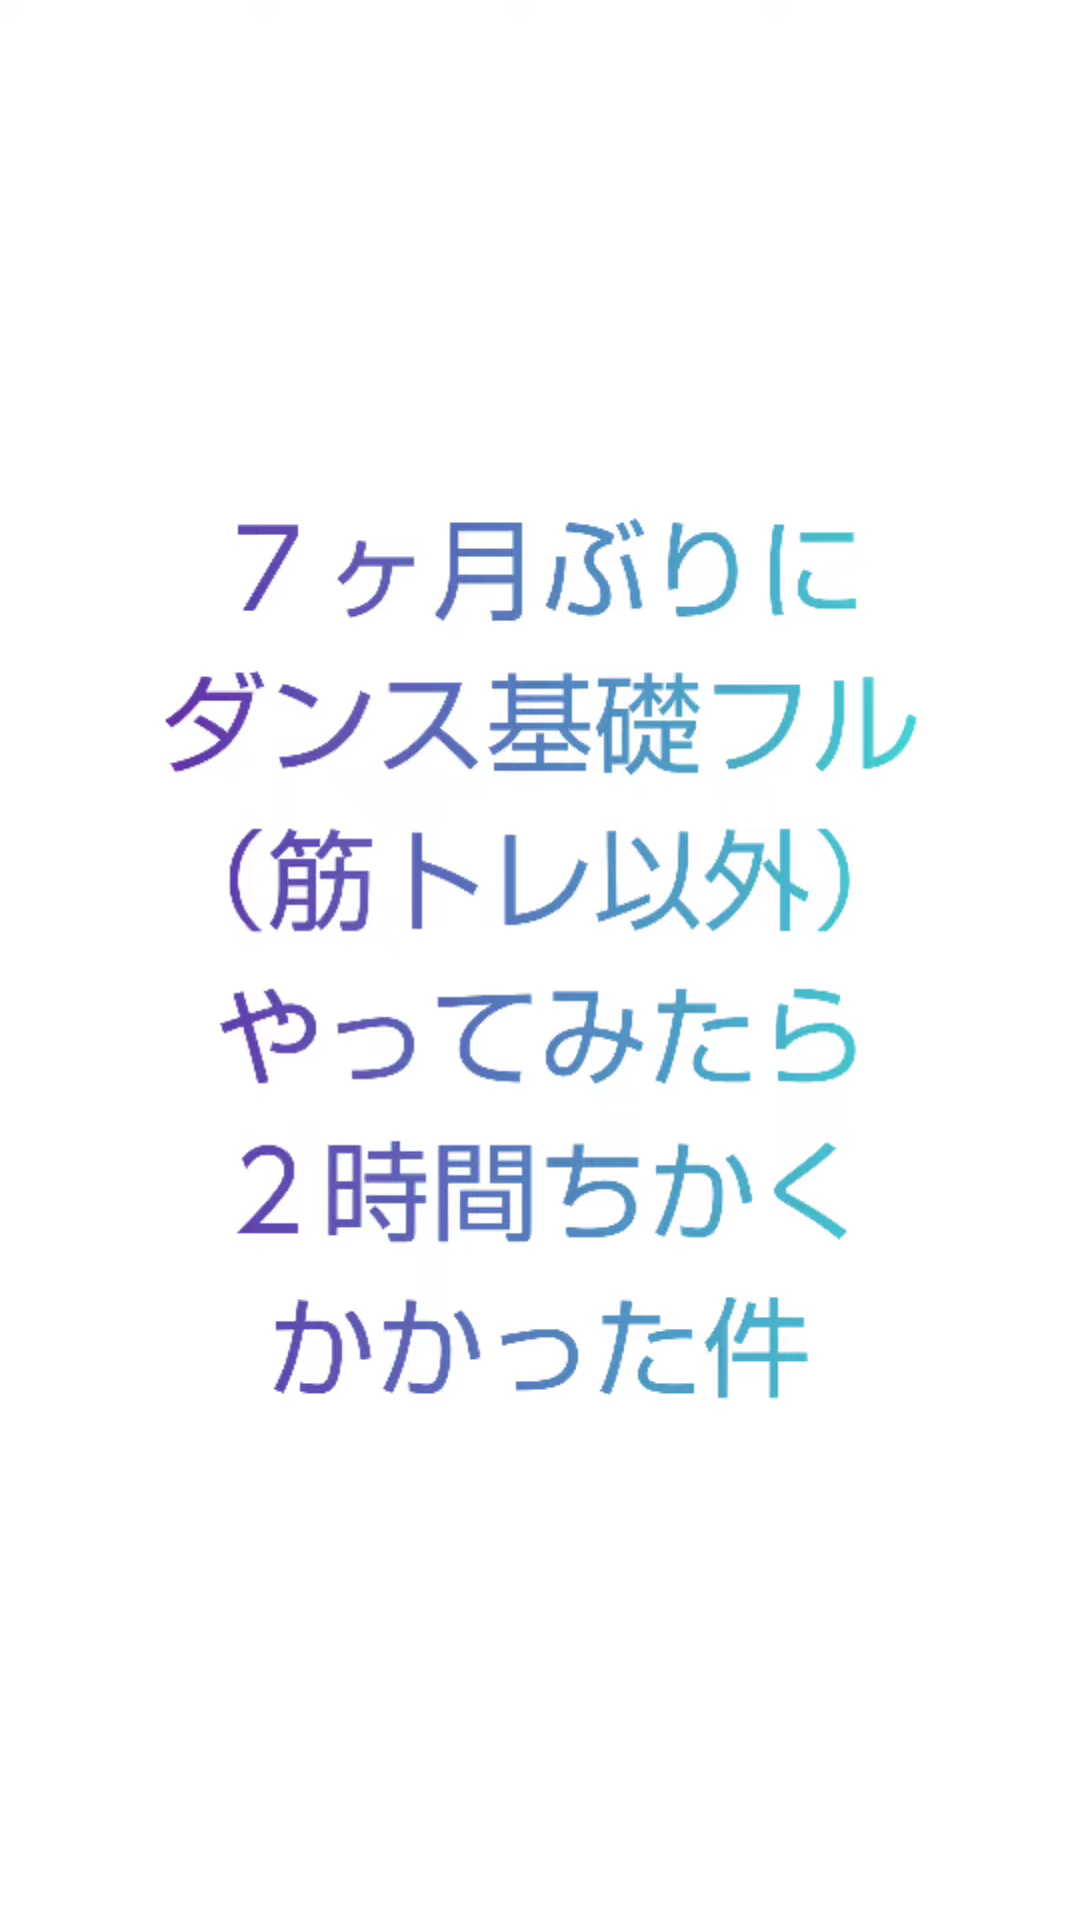 ７ヶ月ぶりに
ダンス基礎フル
（筋トレ以外）
やってみたら
２時間ちかく
かかった件